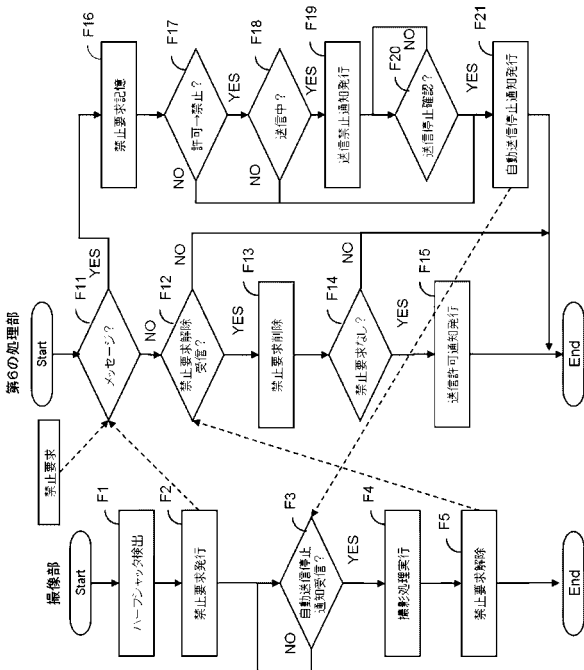 撮像部
Start
F1
ハーフシャッタ検出
F2
禁止要求発行
F3
自動送信停止
通知受信？
NO
YES
F4
撮影処理実行
F5
禁止要求解除
End
第6の処理部
Start
禁止要求
F11
メッセージ？
YES
NO
F12
禁止要求解除
受信？
NO
YES
F13
禁止要求削除
F14
禁止要求なし？
NO
YES
F15
送信許可通知発行
End
F16
禁止要求記憶
F17
許可→禁止？
NO
YES
F18
送信中？
NO
YES
F19
送信禁止通知発行
F20
送信停止確認？
NO
YES
F21
自動送信停止通知発行